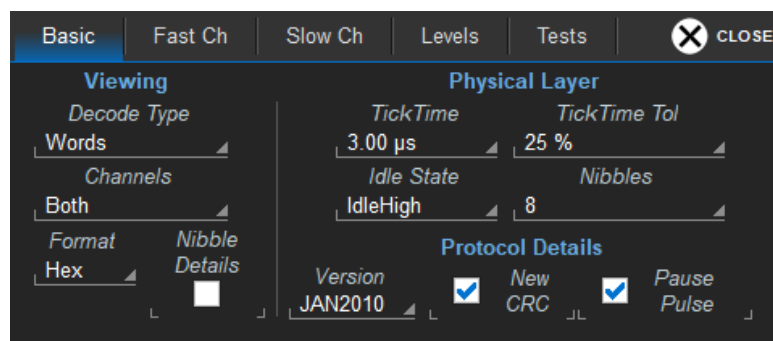 Basic Fast Ch Slow Ch Levels Tests CLOSE
Viewing Physical Layer
Decode Type TickTime TickTime Tol
Words 3.00 µs 25 %
Channels Idle State Nibbles
Both IdleHigh 8
Format Nibble Details Protocol Details
Hex Version New CRC Pause Pulse
JAN2010